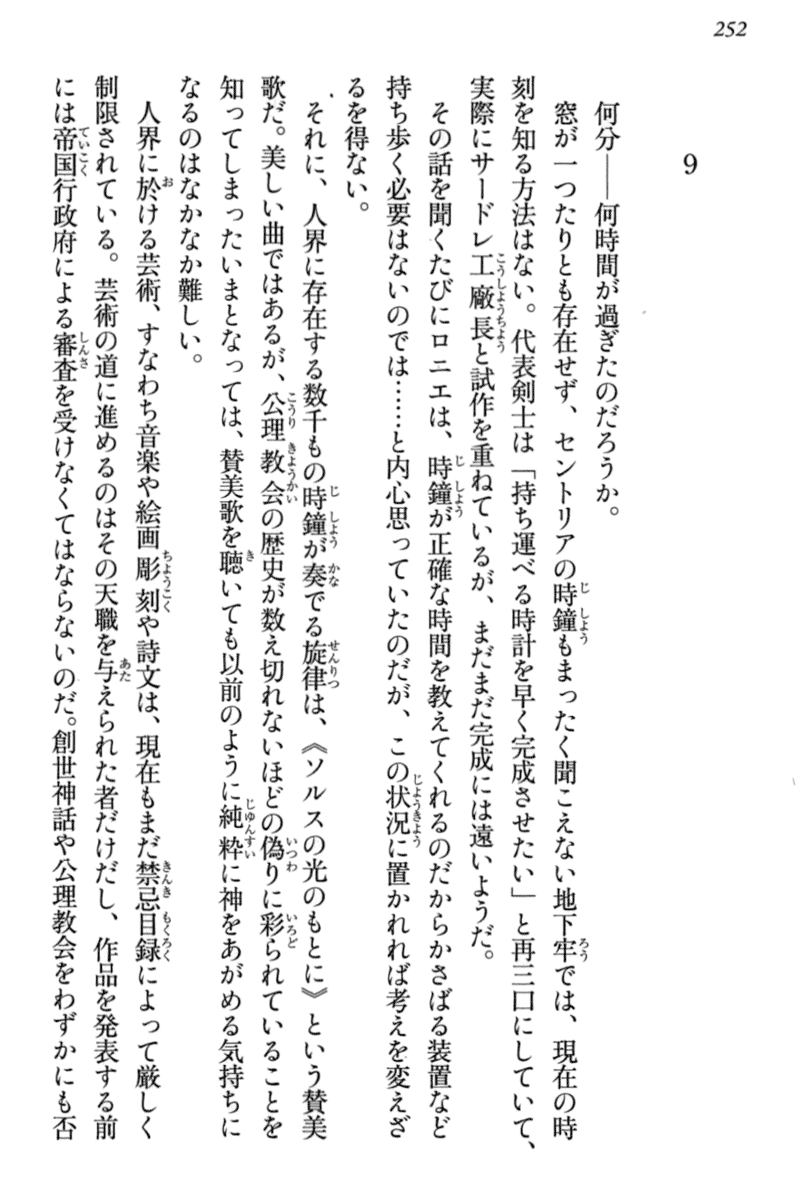 252
9
何分――何時間が過ぎたのだろうか。
窓が一つたりとも存在せず、セントリアの時鐘もまったく聞こえない地下牢では、現在の時
刻を知る方法はない。代表剣士は「持ち運べる時計を早く完成させたい」と再三口にしていて、
実際にサードレ工廠長と試作を重ねているが、まだまだ完成には遠いようだ。
その話を聞くたびにロニエは、時鐘が正確な時間を教えてくれるのだからかさばる装置など
持ち歩く必要はないのでは……と内心思っていたのだが、この状況に置かれれば考えを変えざ
るを得ない。
それに、人界に存在する数千もの時鐘が奏でる旋律は、《ソルスの光のもとに》という賛美
歌だ。美しい曲ではあるが、公理教会の歴史が数え切れないほどの偽りに彩られていることを
知ってしまったいまとなっては、賛美歌を聴いても以前のように純粋に神をあがめる気持ちに
なるのはなかなか難しい。
人界に於ける芸術、すなわち音楽や絵画彫刻や詩文は、現在もまだ禁忌目録によって厳しく
制限されている。芸術の道に進めるのはその天職を与えられた者だけだし、作品を発表する前
には帝国行政府による審査を受けなくてはならないのだ。創世神話や公理教会をわずかにも否